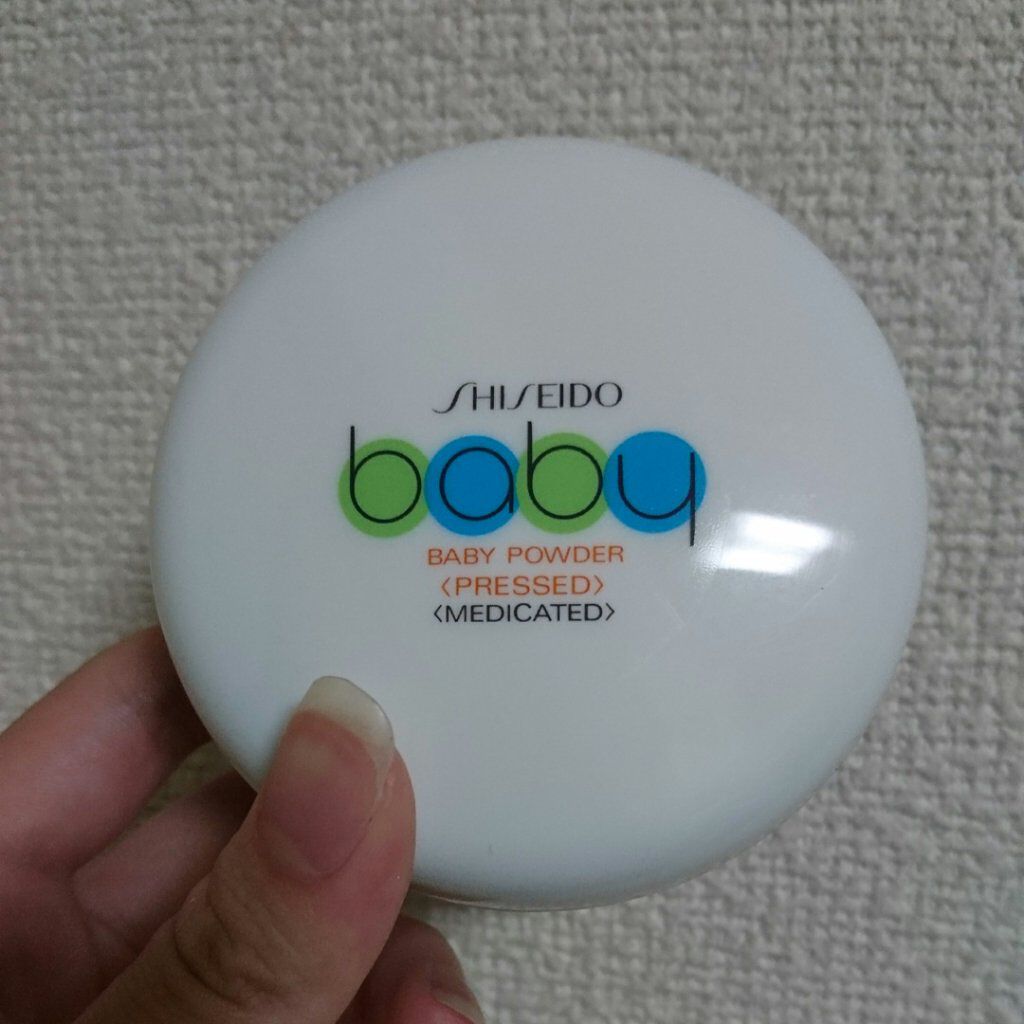 SHISEIDO
baby
BABY POWDER
〈PRESSED〉
〈MEDICATED〉